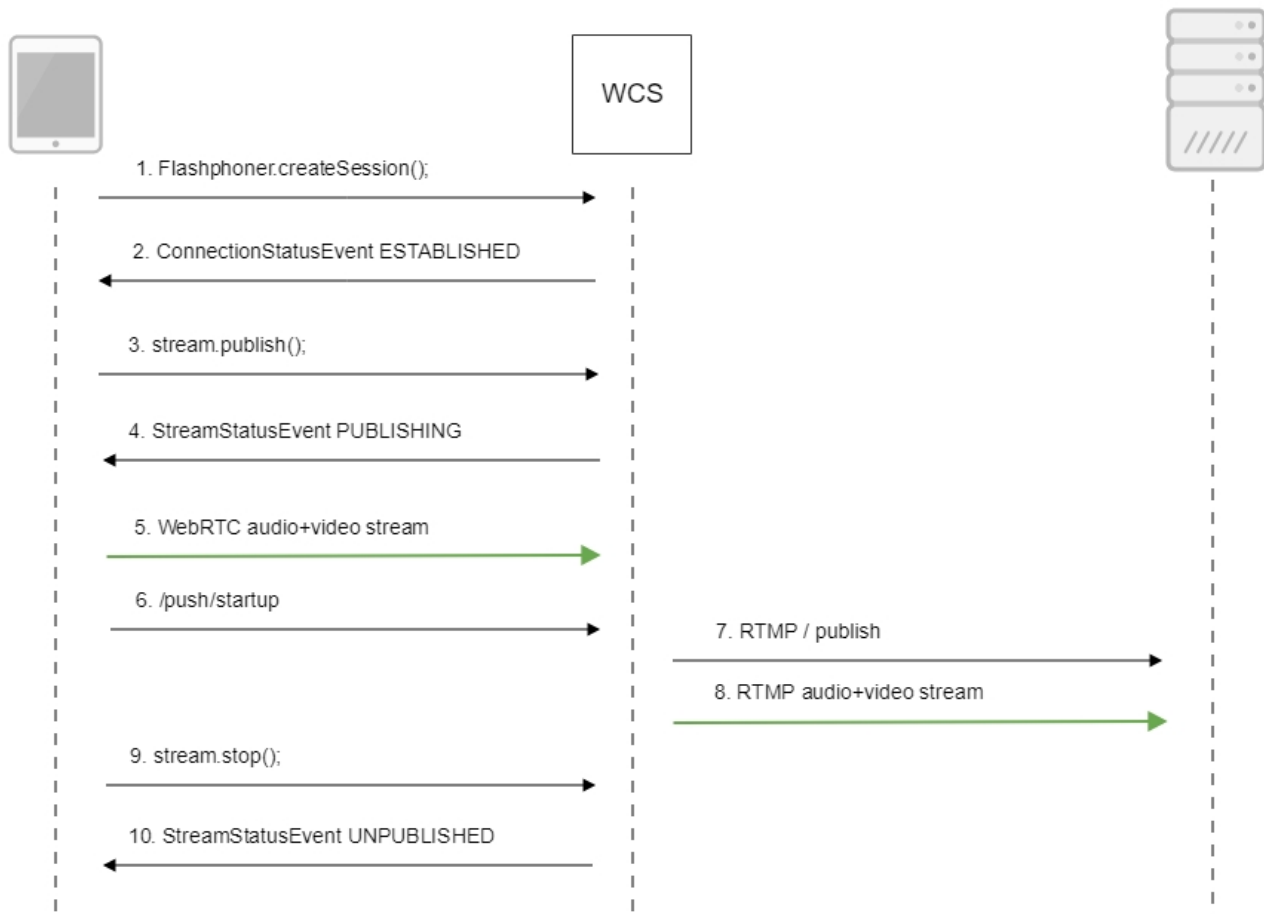 WCS
1. Flashphoner.createSession();
2. ConnectionStatusEvent ESTABLISHED
3. stream.publish();
4. StreamStatusEvent PUBLISHING
5. WebRTC audio+video stream
6. /push/startup
7. RTMP / publish
8. RTMP audio+video stream
9. stream.stop();
10. StreamStatusEvent UNPUBLISHED